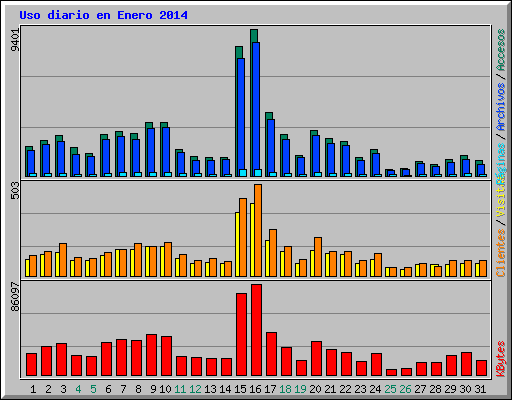 Uso diario en Enero 2014
9401
503
86097
Accesos / Archivos / Páginas
Visitas / Clientes
KBytes
1 2 3 4 5 6 7 8 9 10 11 12 13 14 15 16 17 18 19 20 21 22 23 24 25 26 27 28 29 30 31